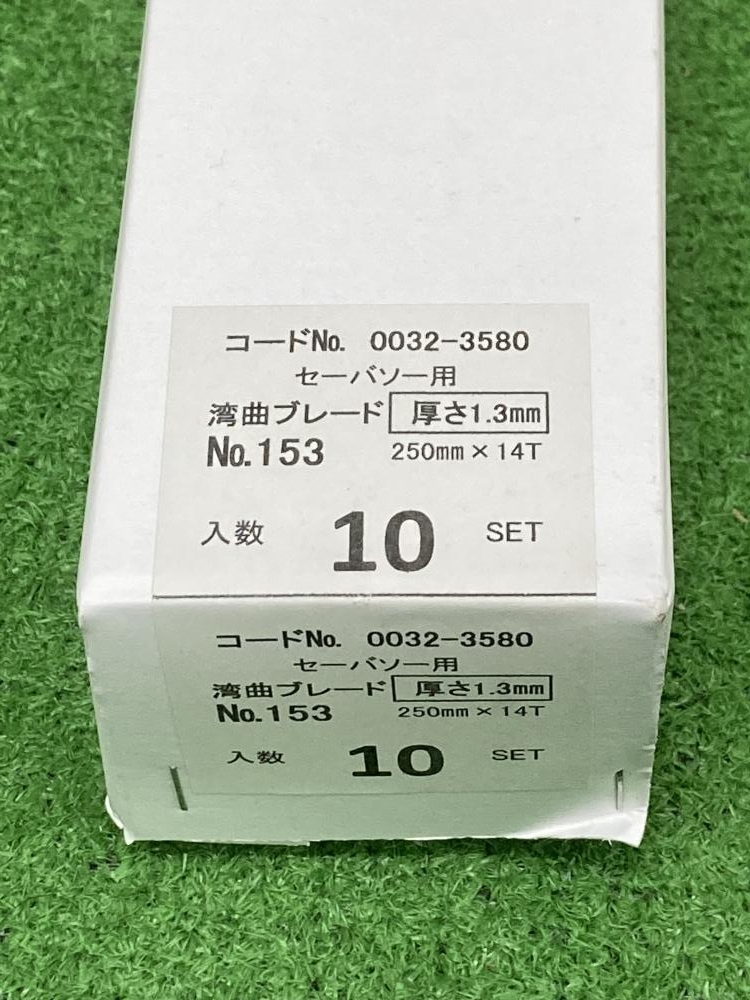 コードNo. 0032-3580
セーバソー用
湾曲ブレード 厚さ1.3mm
No.153 250mm×14T
入数 10 SET
コードNo. 0032-3580
セーバソー用
湾曲ブレード 厚さ1.3mm
No.153 250mm×14T
入数 10 SET